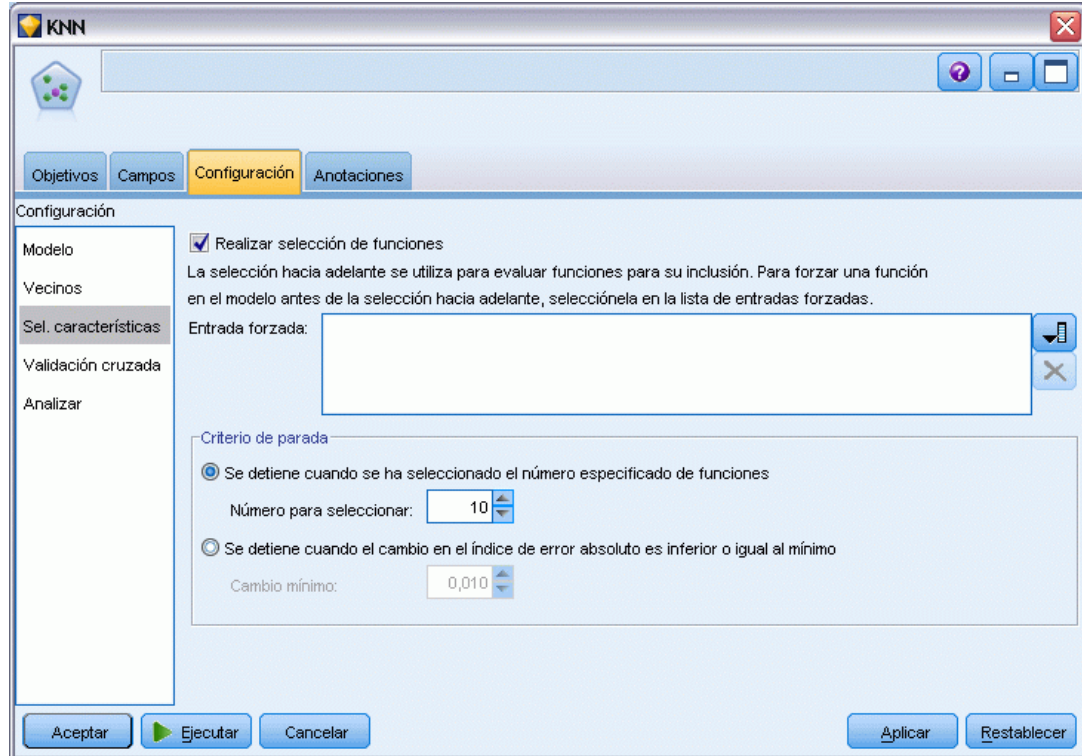 KNN
Objetivos
Campos
Configuración
Anotaciones
Configuración
Modelo
Vecinos
Sel. características
Validación cruzada
Analizar
Realizar selección de funciones
La selección hacia adelante se utiliza para evaluar funciones para su inclusión. Para forzar una función
en el modelo antes de la selección hacia adelante, selecciónela en la lista de entradas forzadas.
Entrada forzada:
Criterio de parada
Se detiene cuando se ha seleccionado el número especificado de funciones
Número para seleccionar: 10
Se detiene cuando el cambio en el índice de error absoluto es inferior o igual al mínimo
Cambio mínimo: 0,010
Aceptar
Ejecutar
Cancelar
Aplicar
Restablecer